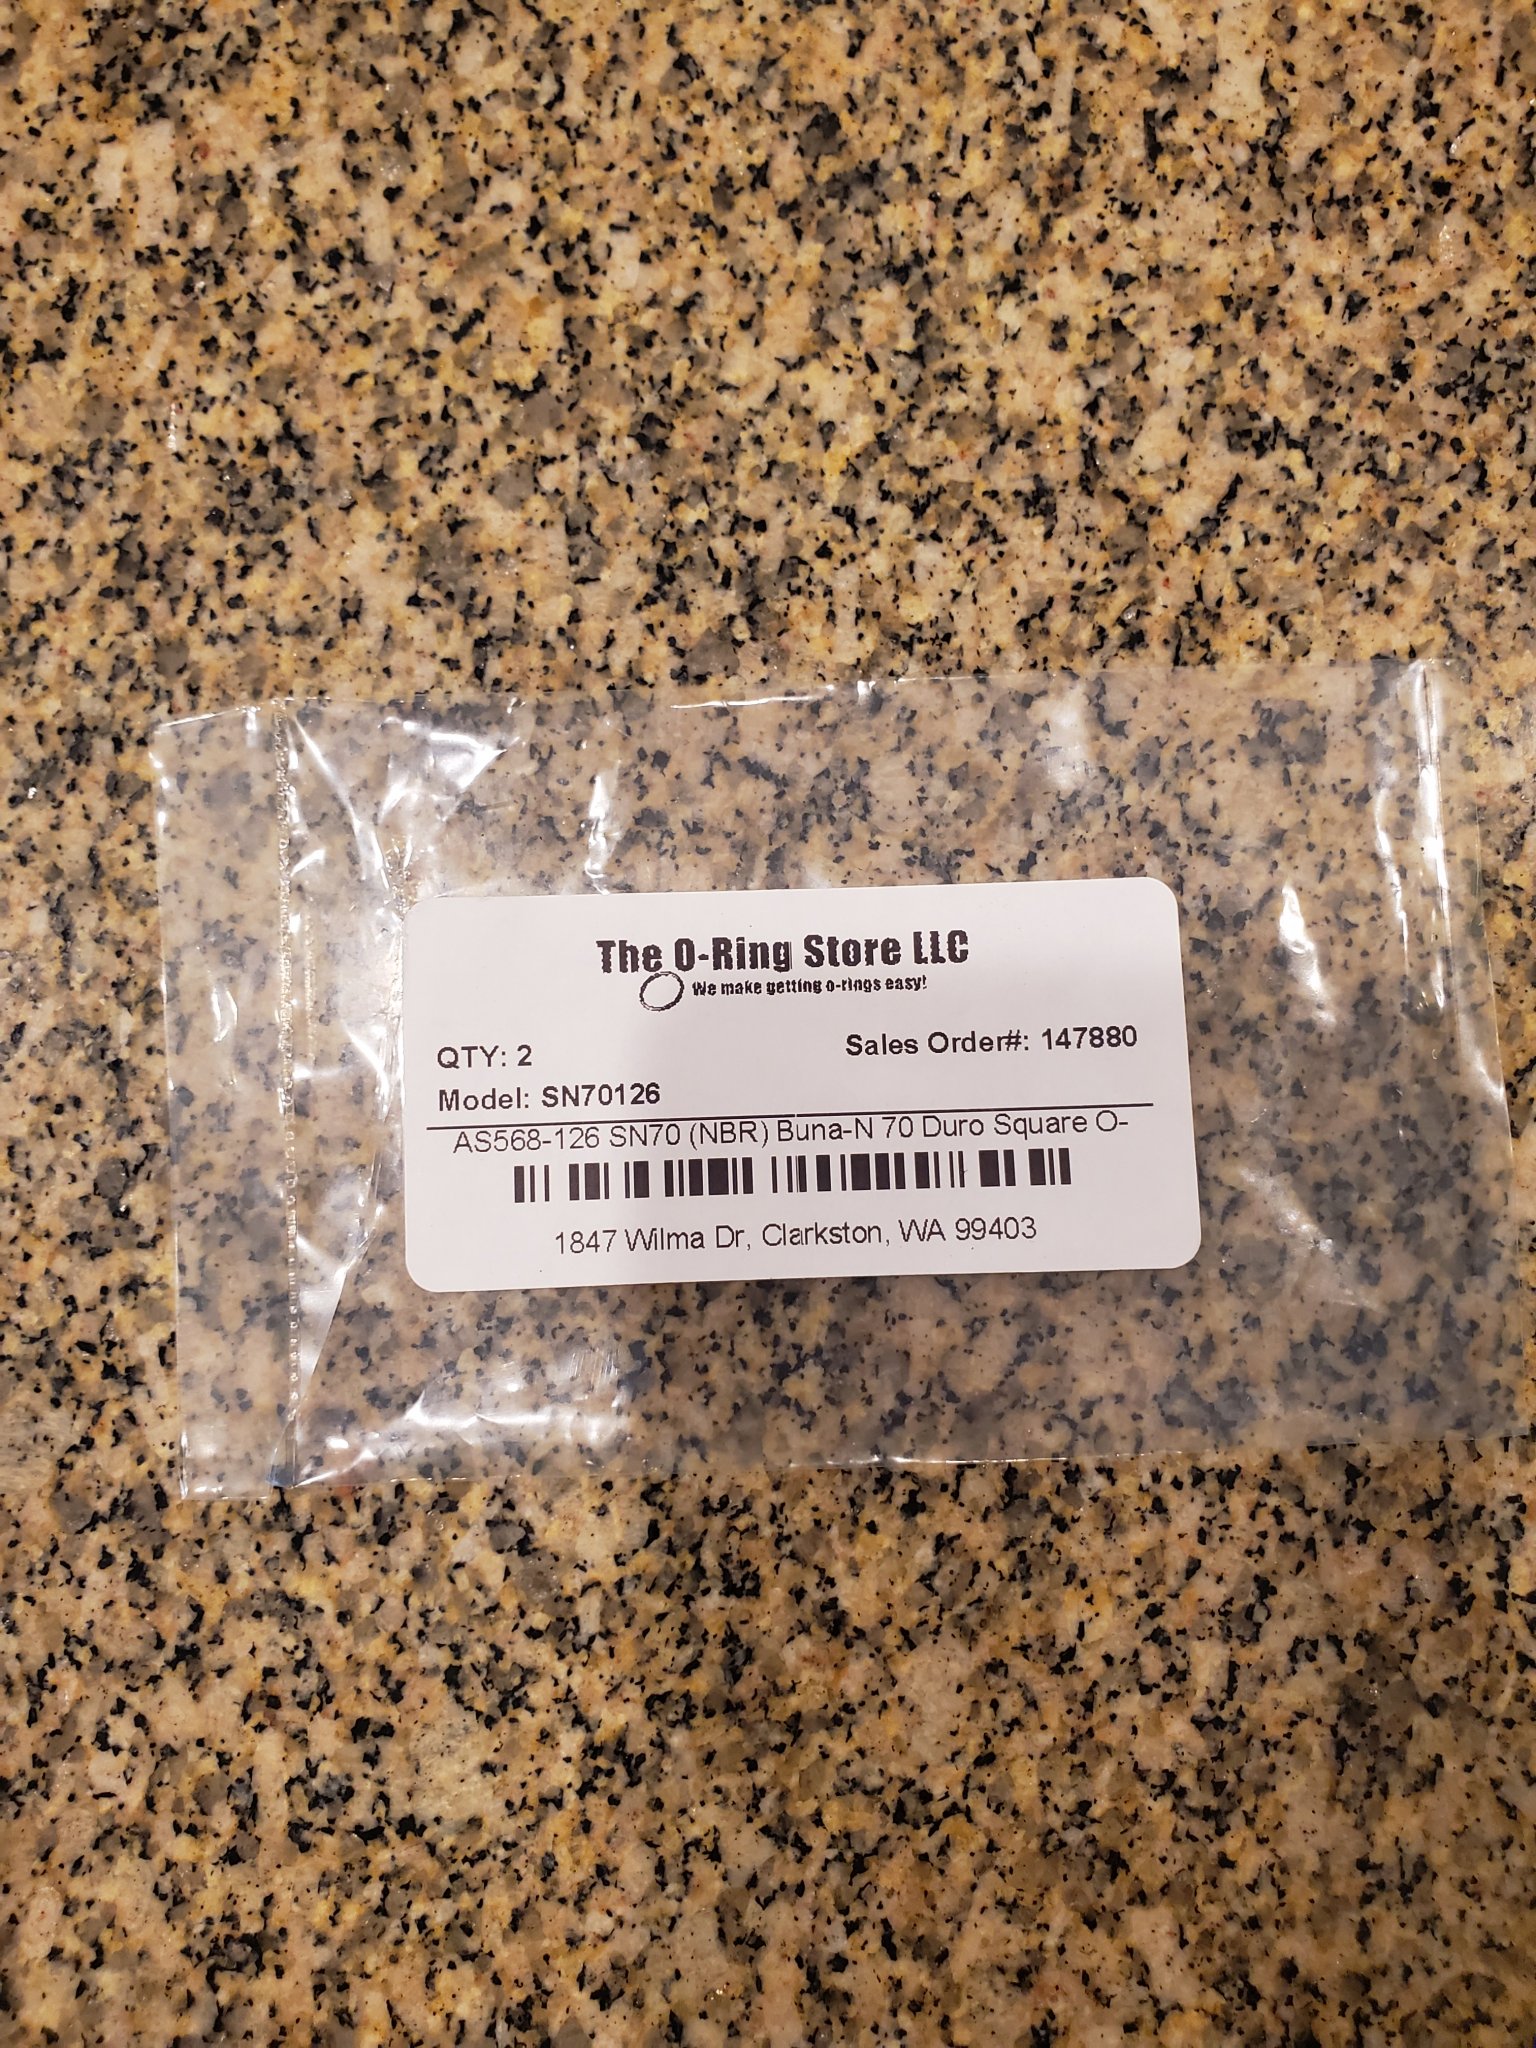 The O-Ring Store LLC
We make getting o-rings easy!
QTY: 2
Sales Order#: 147880
Model: SN70126
AS568-126 SN70 (NBR) Buna-N 70 Duro Square O-
1847 Wilma Dr, Clarkston, WA 99403